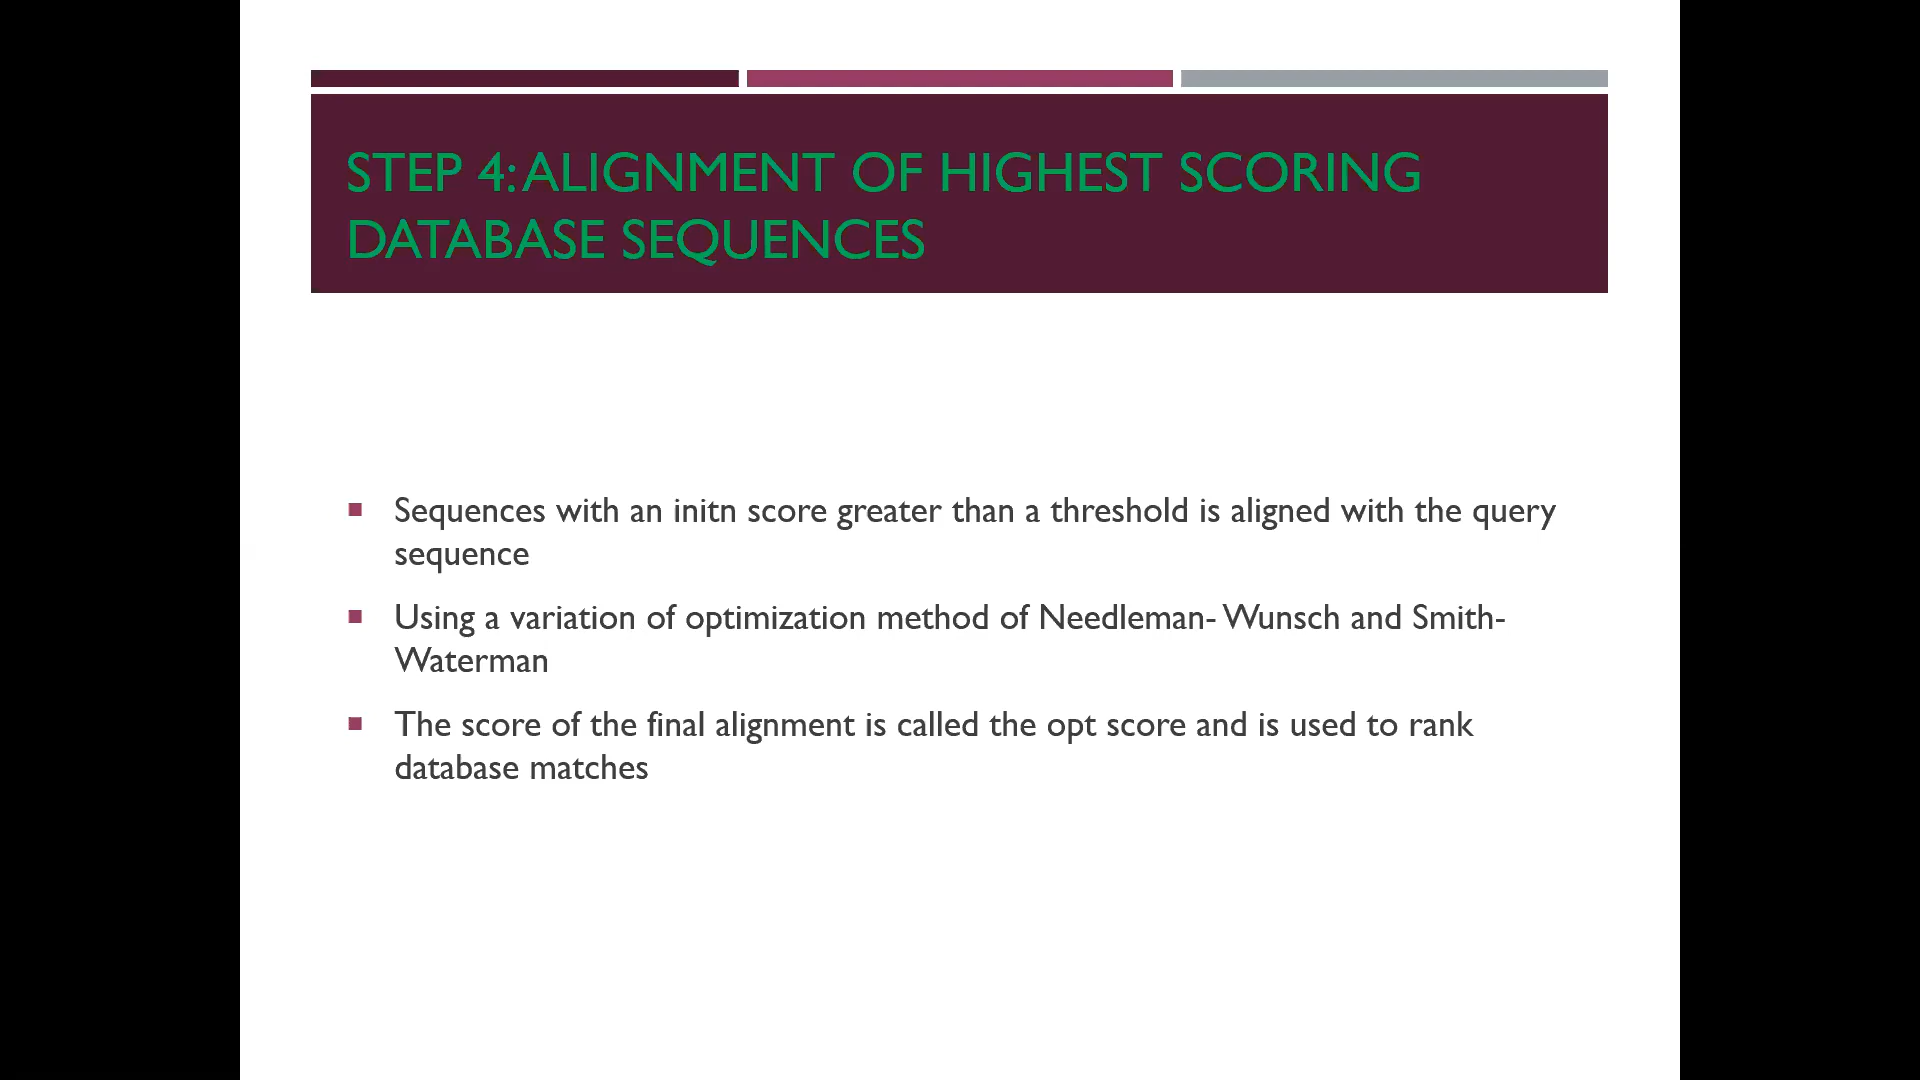 STEP 4: ALIGNMENT OF HIGHEST SCORING
DATABASE SEQUENCES
Sequences with an initn score greater than a threshold is aligned with the query
sequence
Using a variation of optimization method of Needleman- Wunsch and Smith-
Waterman
The score of the final alignment is called the opt score and is used to rank
database matches